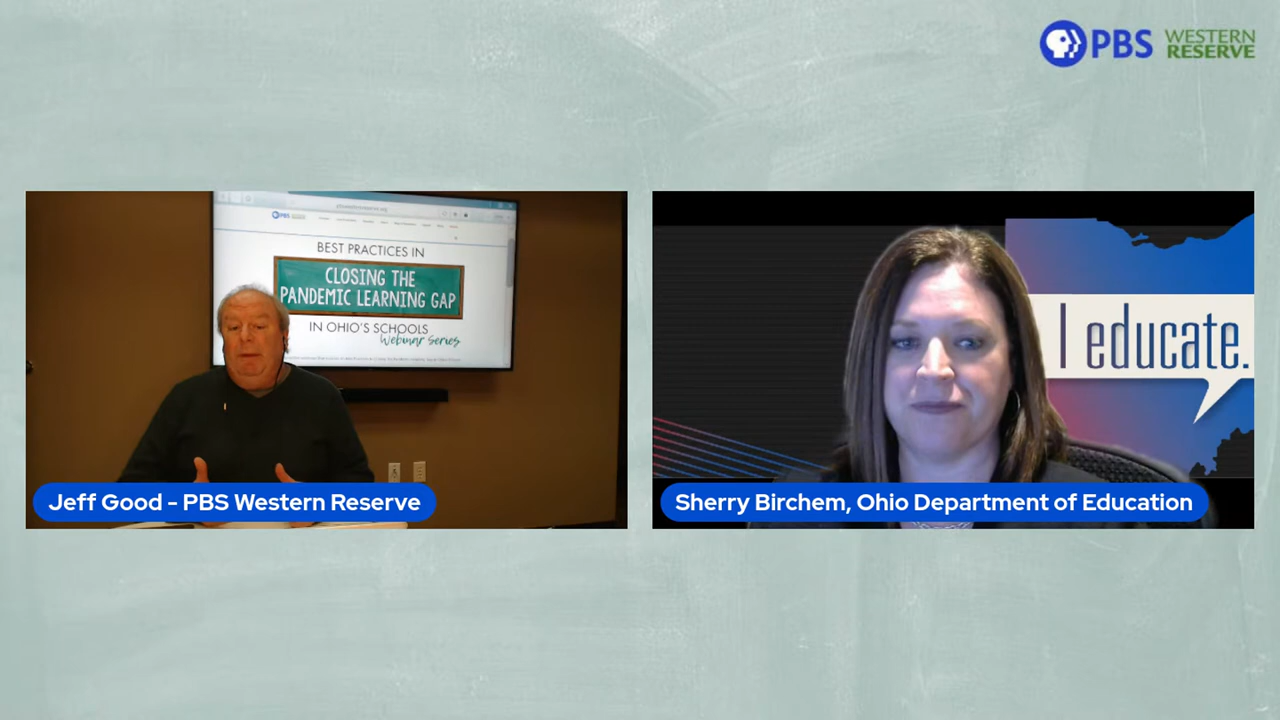 PBS WESTERN
RESERVE
PBS
BEST PRACTICES IN
CLOSING THE
PANDEMIC LEARNING GAP
IN OHIO'S SCHOOLS
Webinar Series
I educate.
Jeff Good - PBS Western Reserve
Sherry Birchem, Ohio Department of Education